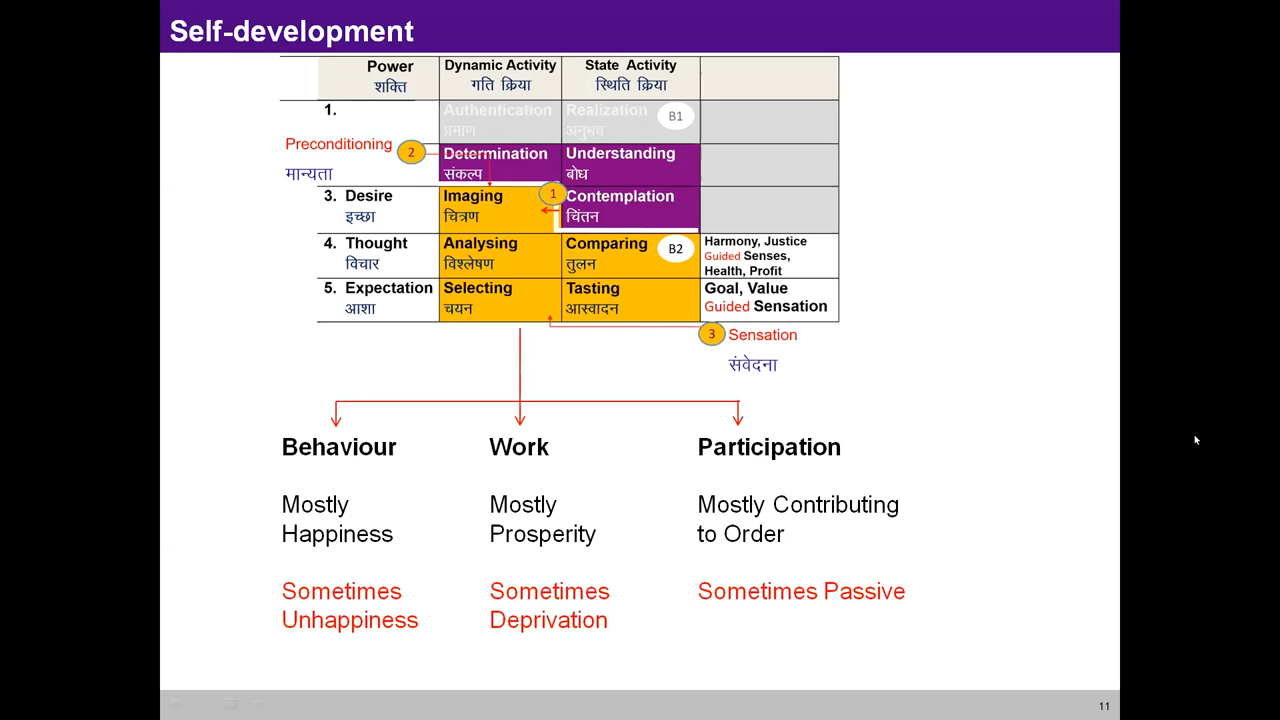 Self-development
Power Dynamic Activity State Activity
शक्ति गति क्रिया स्थिति क्रिया
1. Authentication Realization B1
प्रमाण अनुभव
Preconditioning 2 Determination Understanding
मान्यता संकल्प बोध
3. Desire Imaging 1 Contemplation
इच्छा चित्रण चिंतन
4. Thought Analysing Comparing B2 Harmony, Justice
विचार विश्लेषण तुलन Guided Senses,
Health, Profit
5. Expectation Selecting Tasting Goal, Value
आशा चयन आस्वादन Guided Sensation
3 Sensation
संवेदना
Behaviour Work Participation
Mostly Mostly Mostly Contributing
Happiness Prosperity to Order
Sometimes Sometimes Sometimes Passive
Unhappiness Deprivation
11